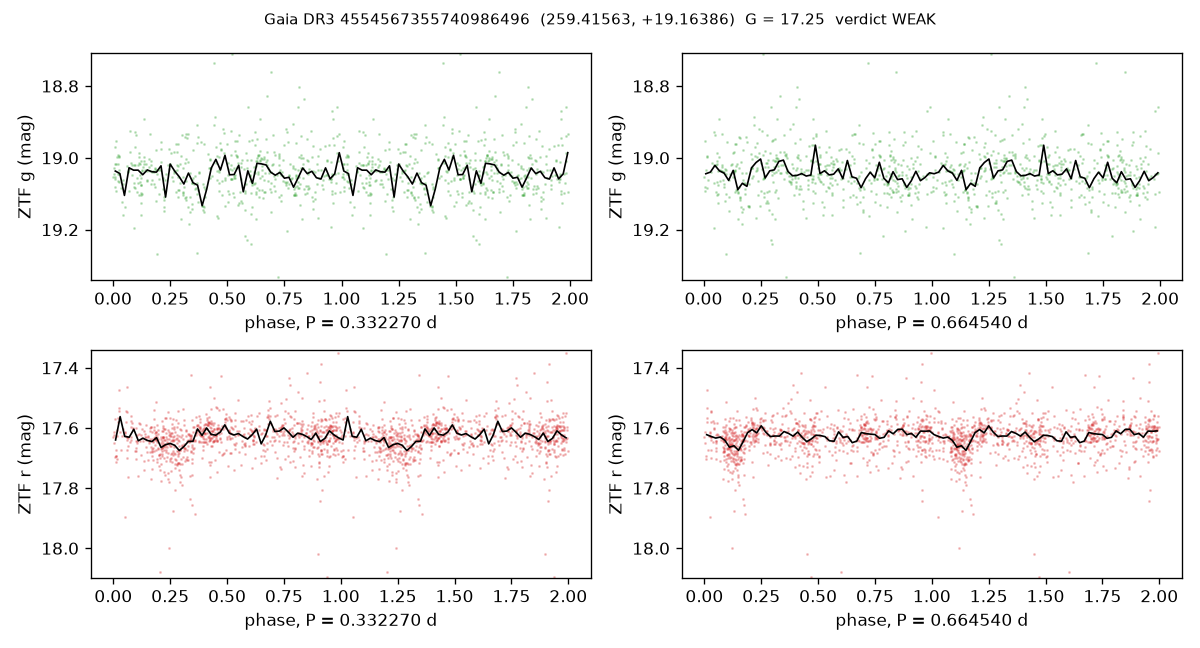 Gaia DR3 4554567355740986496 (259.41563, +19.16386) G = 17.25 verdict WEAK
ZTF g (mag)
18.8
19.0
19.2
0.00 0.25 0.50 0.75 1.00 1.25 1.50 1.75 2.00
phase, P = 0.332270 d
ZTF g (mag)
18.8
19.0
19.2
0.00 0.25 0.50 0.75 1.00 1.25 1.50 1.75 2.00
phase, P = 0.664540 d
ZTF r (mag)
17.4
17.6
17.8
18.0
0.00 0.25 0.50 0.75 1.00 1.25 1.50 1.75 2.00
phase, P = 0.332270 d
ZTF r (mag)
17.4
17.6
17.8
18.0
0.00 0.25 0.50 0.75 1.00 1.25 1.50 1.75 2.00
phase, P = 0.664540 d